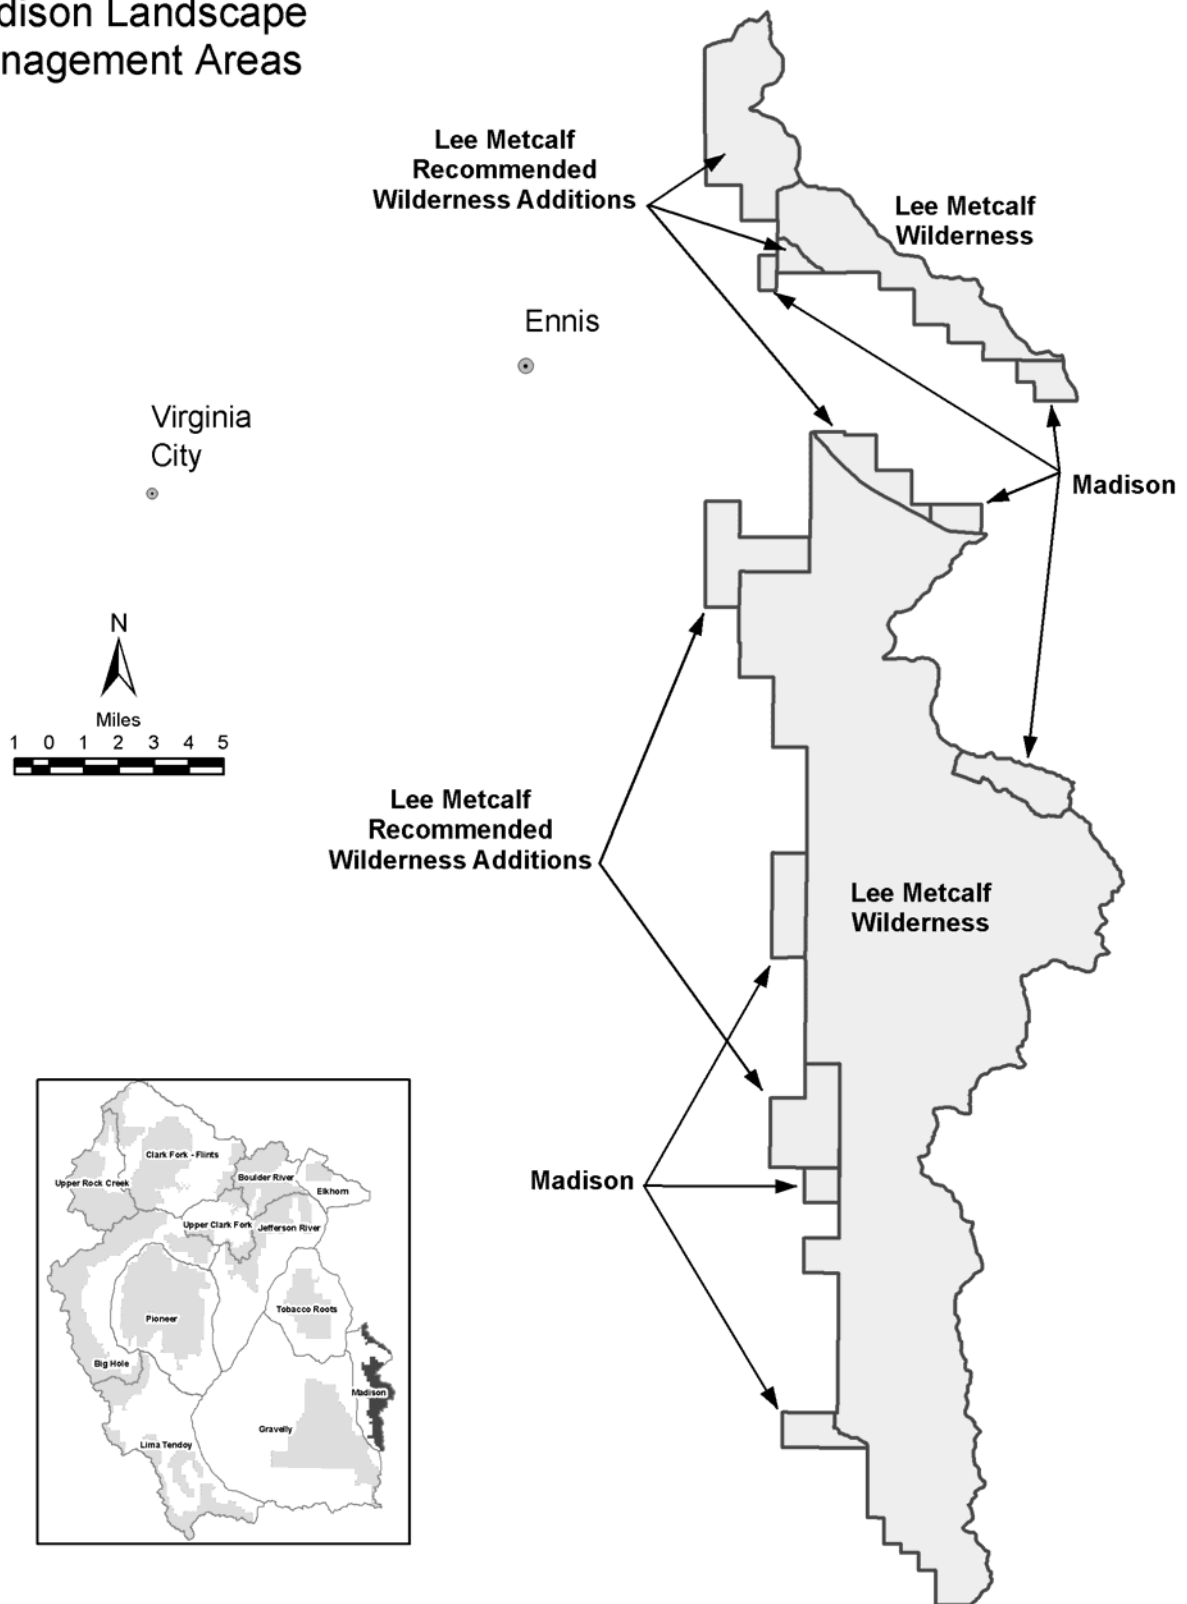 dison Landscape
nagement Areas
Lee Metcalf
Recommended
Wilderness Additions
Lee Metcalf
Wilderness
Ennis
Virginia
City
Madison
N
Miles
1 0 1 2 3 4 5
Lee Metcalf
Recommended
Wilderness Additions
Lee Metcalf
Wilderness
Madison
Clark Fork - Flints
Upper Rock Creek
Boulder River
Elkhorn
Upper Clark Fork
Jefferson River
Tobacco Roots
Pioneer
Big Hole
Madison
Gravelly
Lima Tendoy